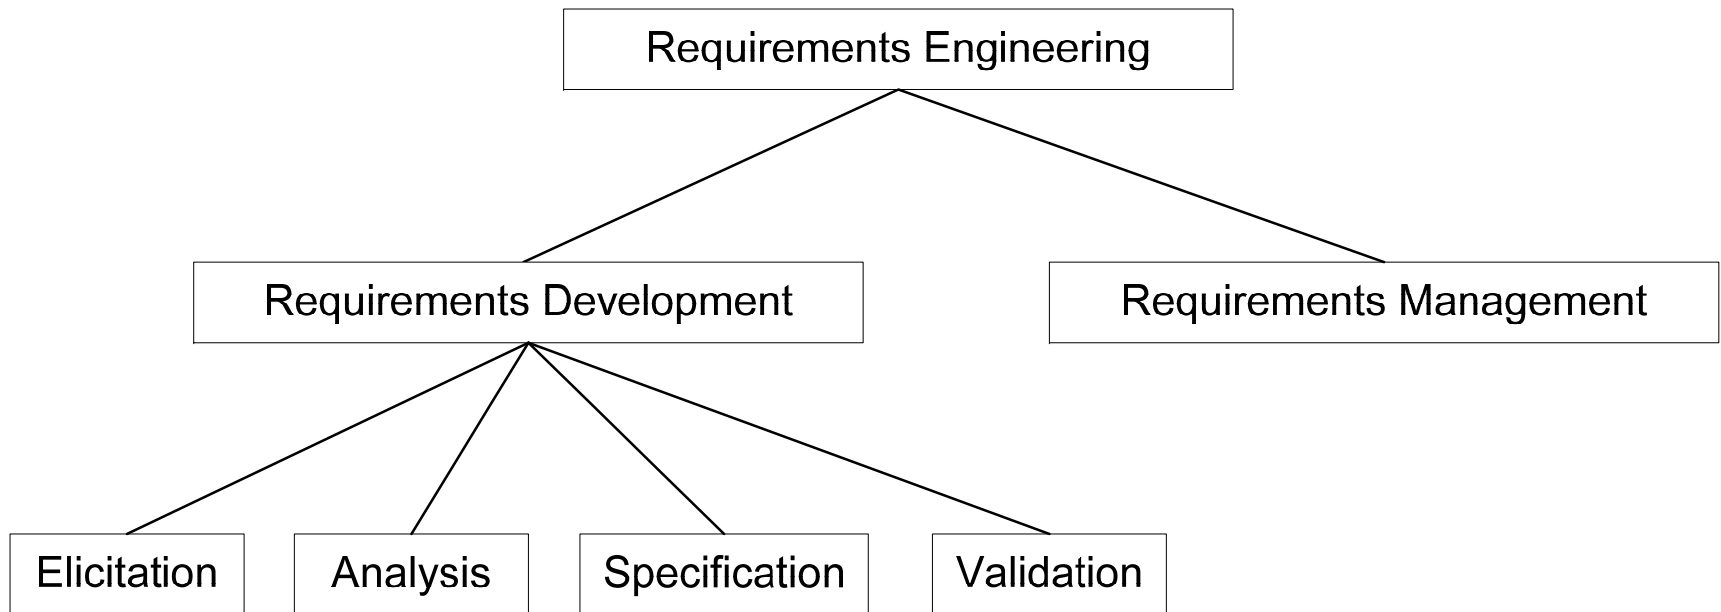 Requirements Engineering
Requirements Development
Requirements Management
Elicitation
Analysis
Specification
Validation